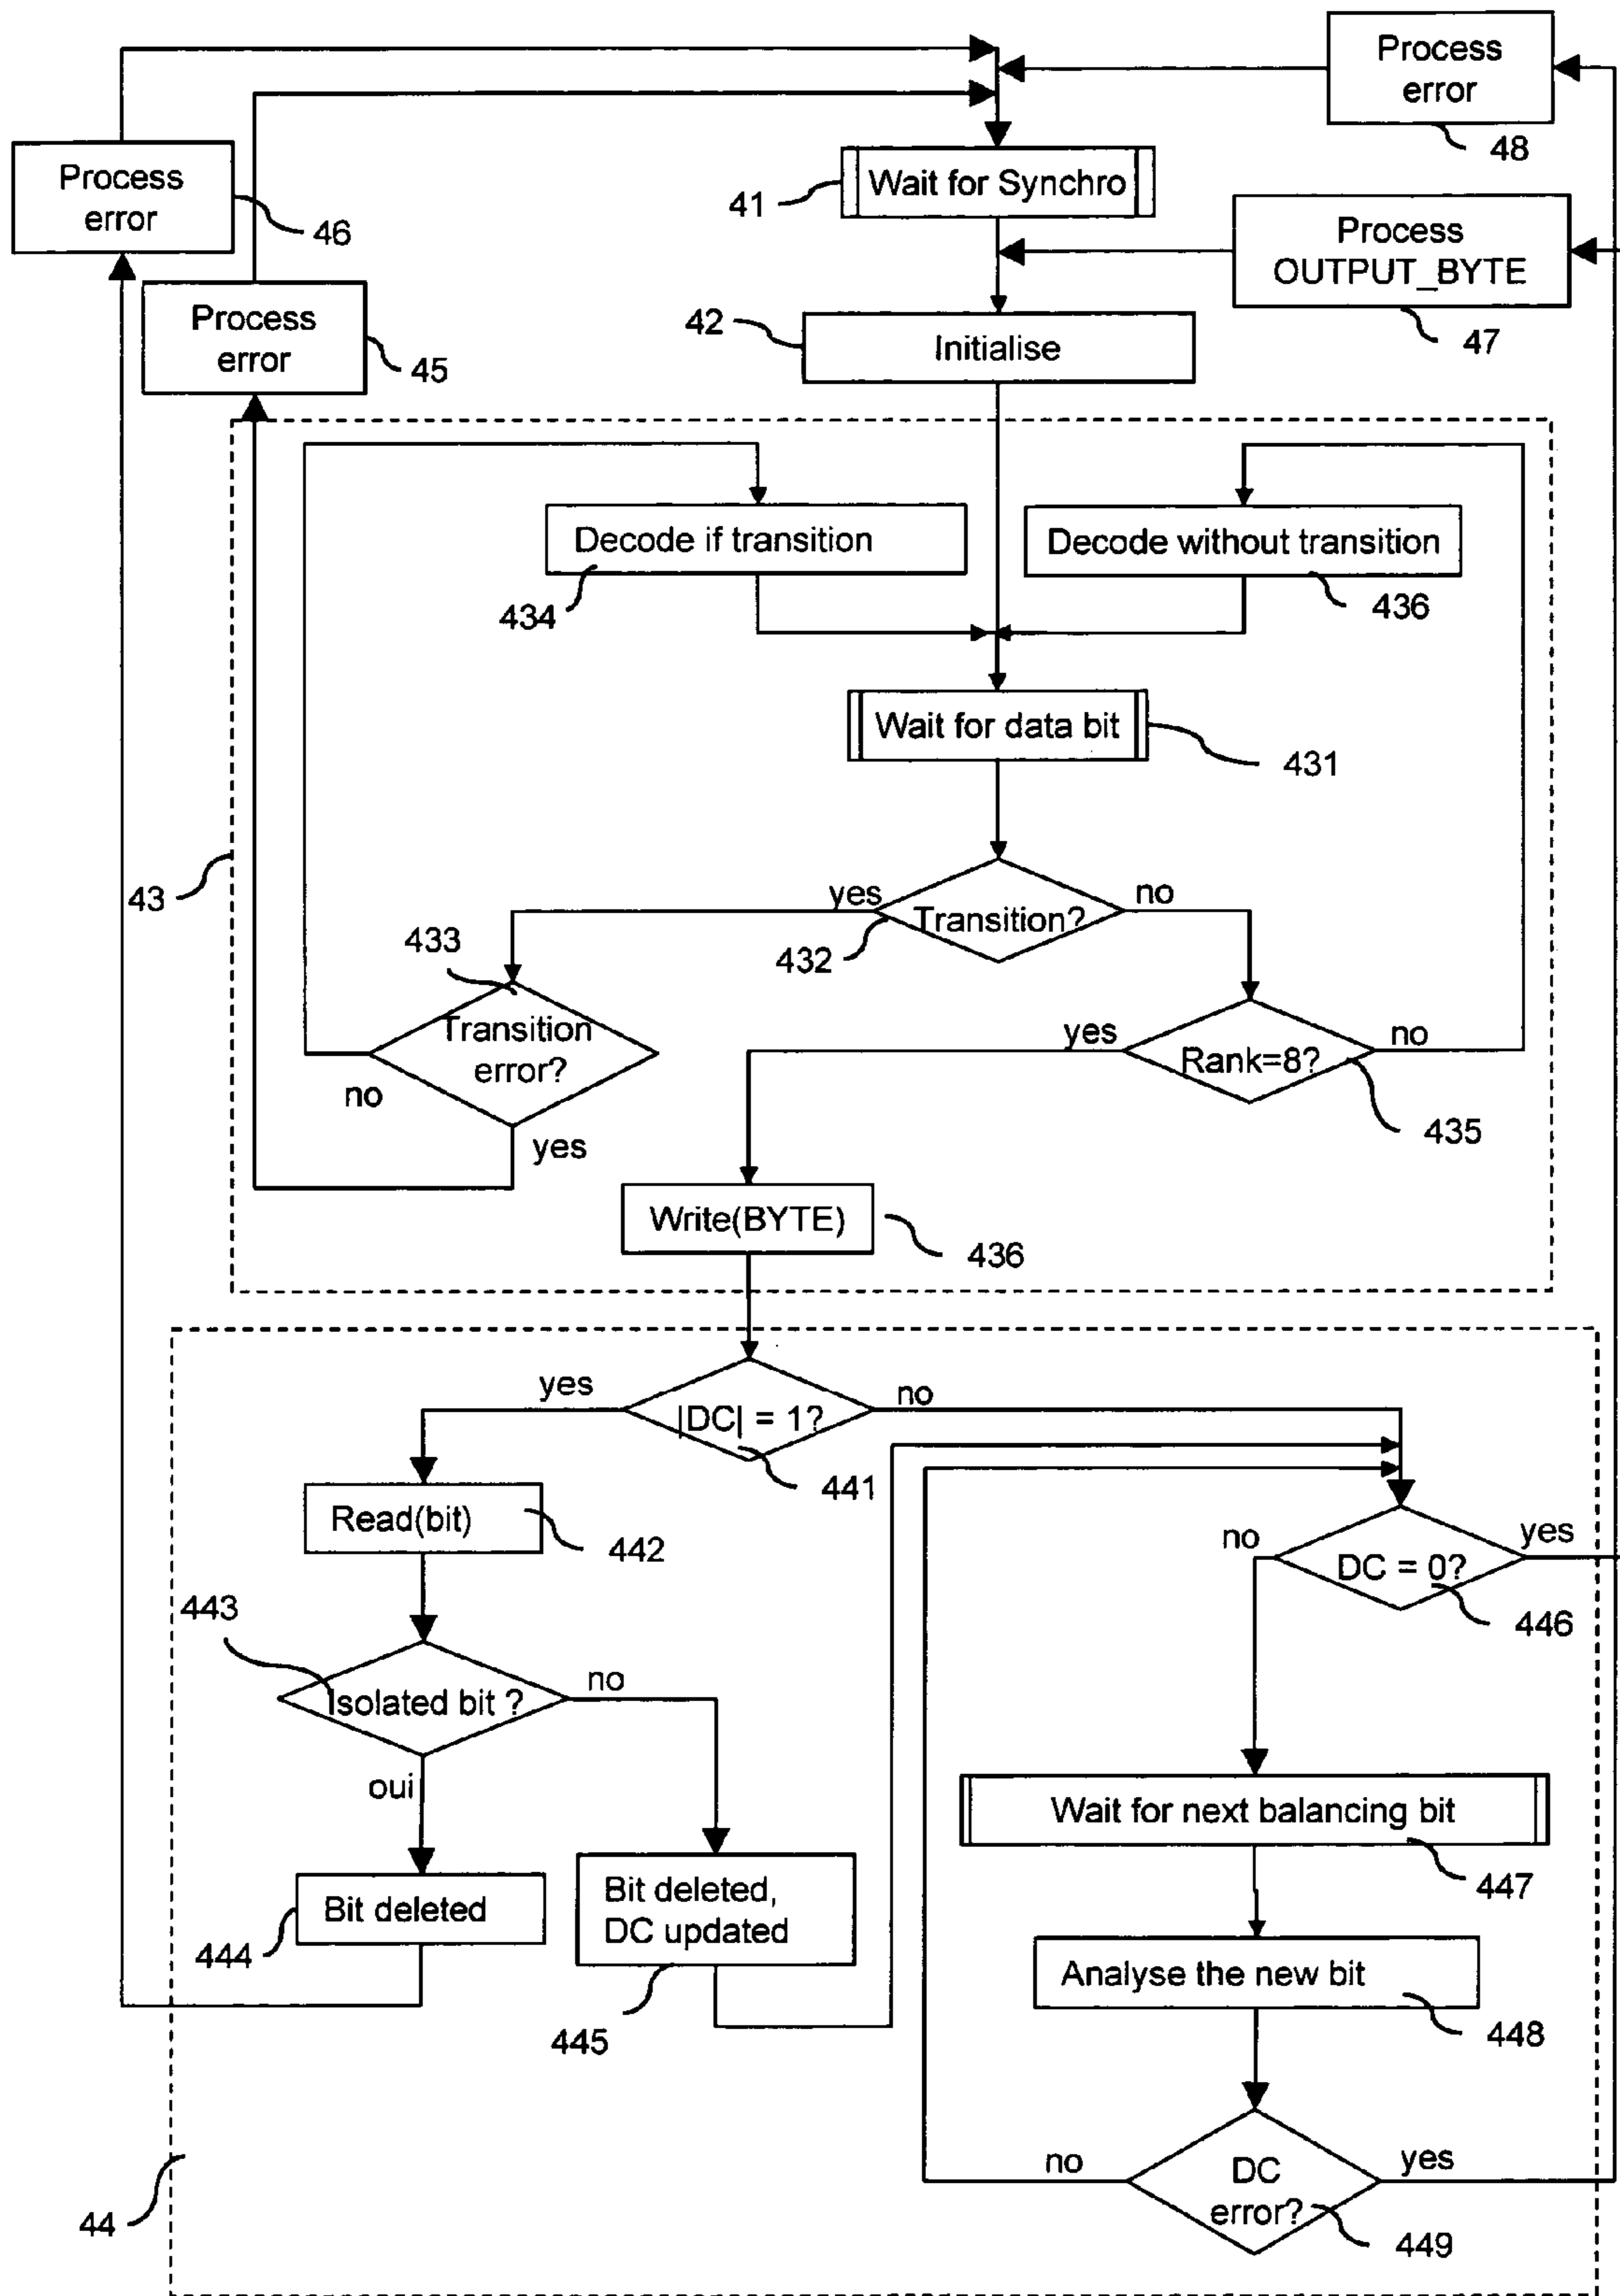 Process
error
48
Process
error
46
Wait for Synchro
41
Process
OUTPUT_BYTE
47
Process
error
45
42
Initialise
Decode if transition
434
Decode without transition
436
Wait for data bit
431
43
yes
no
Transition?
432
433
Transition
error?
no
yes
yes
no
Rank=8?
435
Write(BYTE)
436
yes
no
|DC| = 1?
441
Read(bit)
442
no
yes
DC = 0?
446
443
Isolated bit ?
no
oui
Wait for next balancing bit
447
Bit deleted
444
Bit deleted,
DC updated
445
Analyse the new bit
448
no
yes
DC
error?
449
44